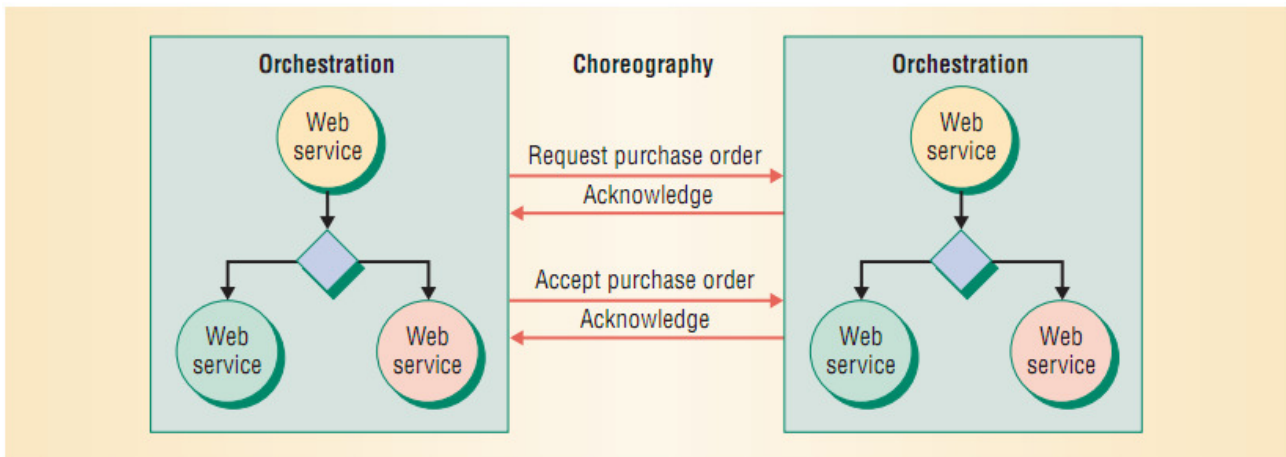 Orchestration
Choreography
Orchestration
Web
service
Web
service
Request purchase order
Acknowledge
Accept purchase order
Acknowledge
Web
service
Web
service
Web
service
Web
service